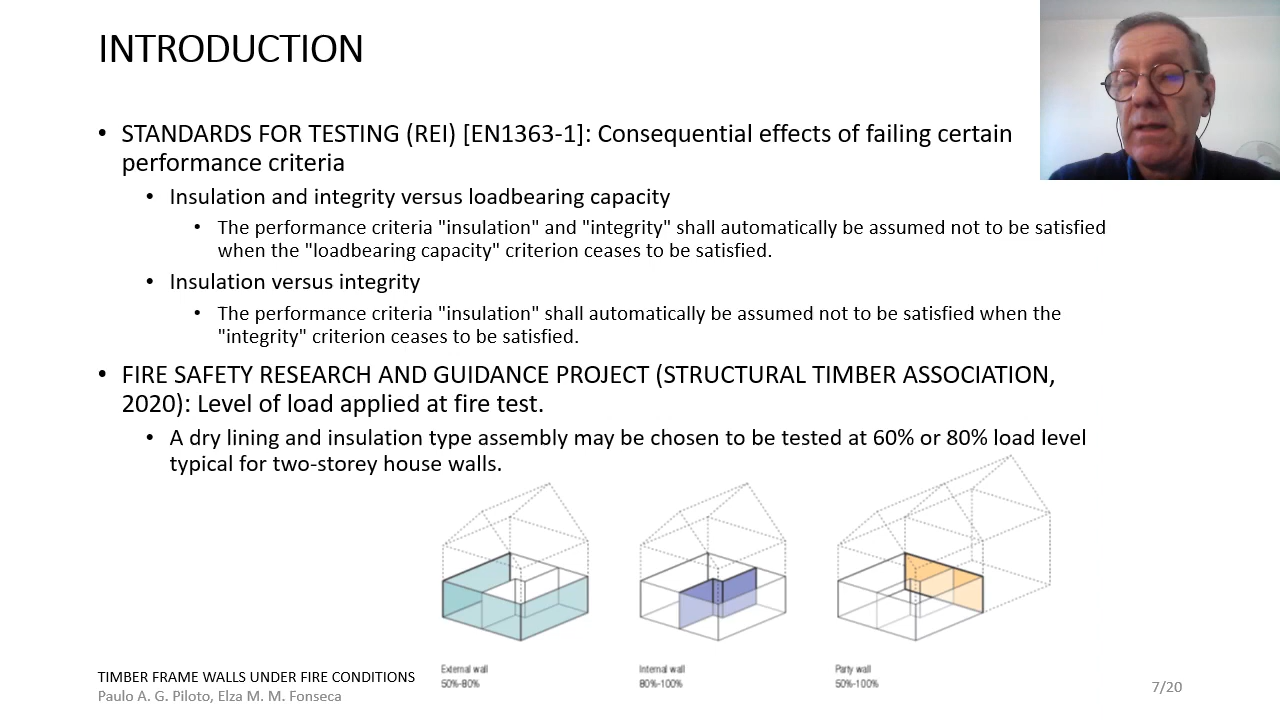 INTRODUCTION
• STANDARDS FOR TESTING (REI) [EN1363-1]: Consequential effects of failing certain
performance criteria
• Insulation and integrity versus loadbearing capacity
• The performance criteria "insulation" and "integrity" shall automatically be assumed not to be satisfied
when the "loadbearing capacity" criterion ceases to be satisfied.
• Insulation versus integrity
• The performance criteria "insulation" shall automatically be assumed not to be satisfied when the
"integrity" criterion ceases to be satisfied.
• FIRE SAFETY RESEARCH AND GUIDANCE PROJECT (STRUCTURAL TIMBER ASSOCIATION,
2020): Level of load applied at fire test.
• A dry lining and insulation type assembly may be chosen to be tested at 60% or 80% load level
typical for two-storey house walls.
External wall
50%-80%
Internal wall
80%-100%
Party wall
50%-100%
TIMBER FRAME WALLS UNDER FIRE CONDITIONS
Paulo A. G. Piloto, Elza M. M. Fonseca
7/20